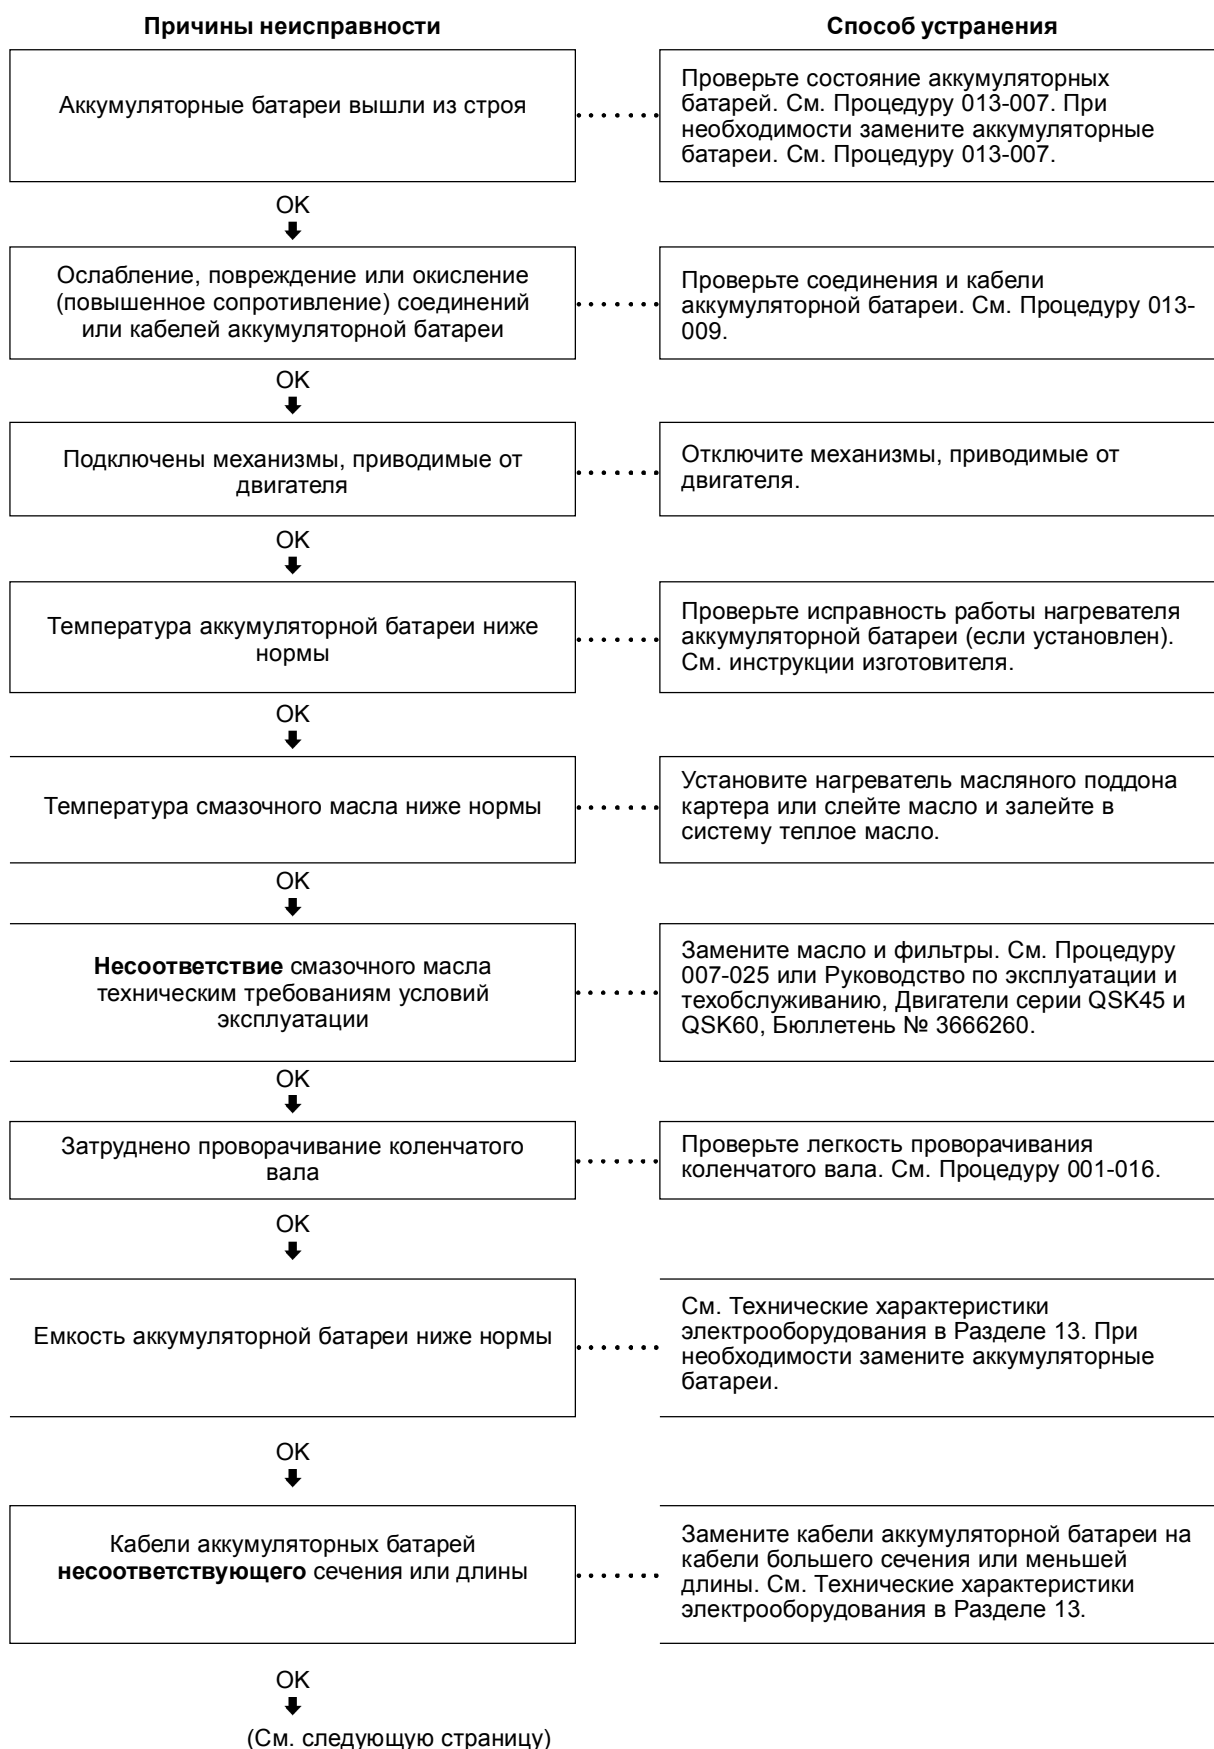 Причины неисправности
Способ устранения
Аккумуляторные батареи вышли из строя
Проверьте состояние аккумуляторных
батарей. См. Процедуру 013-007. При
необходимости замените аккумуляторные
батареи. См. Процедуру 013-007.
OK
Ослабление, повреждение или окисление
(повышенное сопротивление) соединений
или кабелей аккумуляторной батареи
Проверьте соединения и кабели
аккумуляторной батареи. См. Процедуру 013-
009.
OK
Подключены механизмы, приводимые от
двигателя
Отключите механизмы, приводимые от
двигателя.
OK
Температура аккумуляторной батареи ниже
нормы
Проверьте исправность работы нагревателя
аккумуляторной батареи (если установлен).
См. инструкции изготовителя.
OK
Температура смазочного масла ниже нормы
Установите нагреватель масляного поддона
картера или слейте масло и залейте в
систему теплое масло.
OK
Несоответствие смазочного масла
техническим требованиям условий
эксплуатации
Замените масло и фильтры. См. Процедуру
007-025 или Руководство по эксплуатации и
техобслуживанию, Двигатели серии QSK45 и
QSK60, Бюллетень № 3666260.
OK
Затруднено проворачивание коленчатого
вала
Проверьте легкость проворачивания
коленчатого вала. См. Процедуру 001-016.
OK
Емкость аккумуляторной батареи ниже нормы
См. Технические характеристики
электрооборудования в Разделе 13. При
необходимости замените аккумуляторные
батареи.
OK
Кабели аккумуляторных батарей
несоответствующего сечения или длины
Замените кабели аккумуляторной батареи на
кабели большего сечения или меньшей
длины. См. Технические характеристики
электрооборудования в Разделе 13.
OK
(См. следующую страницу)